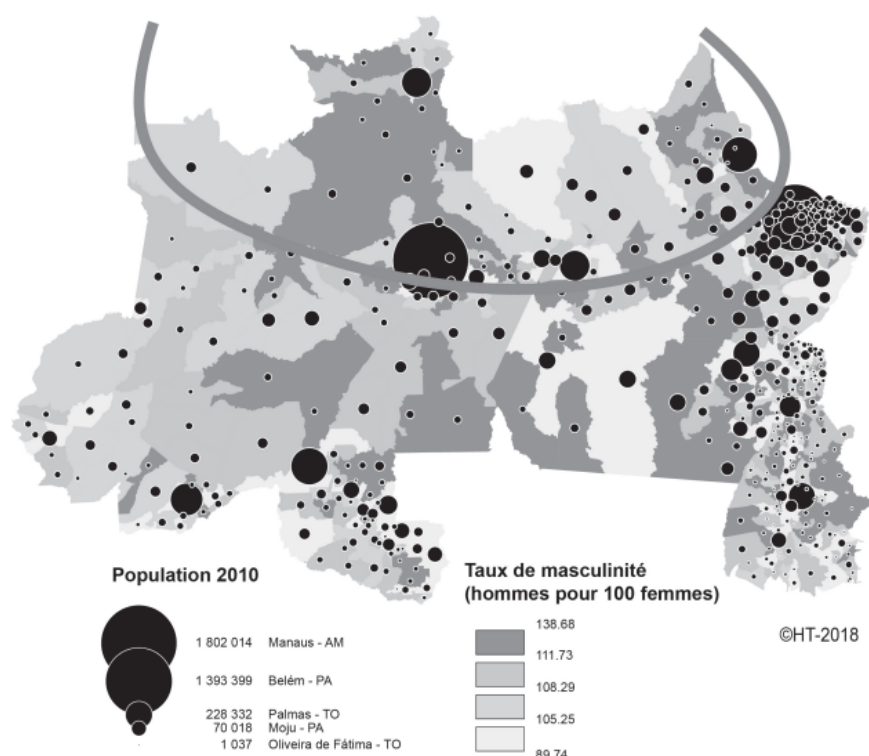 Population 2010
1 802 014 Manaus - AM
1 393 399 Belém - PA
228 332 Palmas - TO
70 018 Moju - PA
1 037 Oliveira de Fátima - TO
Taux de masculinité
(hommes pour 100 femmes)
138.68
111.73
108.29
105.25
89.74
©HT-2018